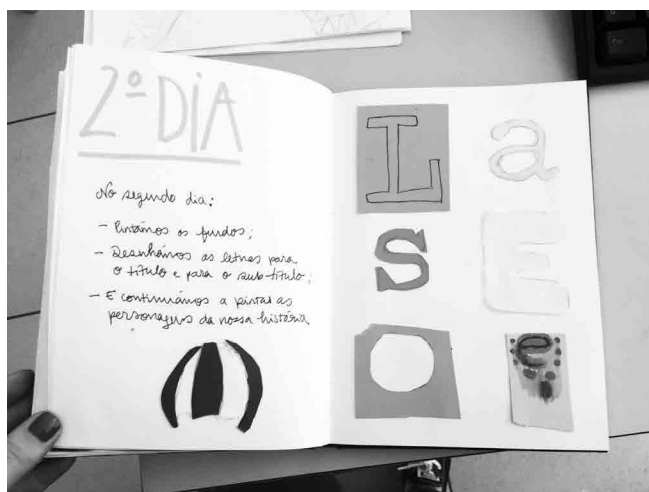 2º DIA
No segundo dia:
- Pintámos os fundos;
- Desenhámos as letras para
o título e para o sub-título;
- E continuámos a pintar as
personagens da nossa história
L a
S E
O e